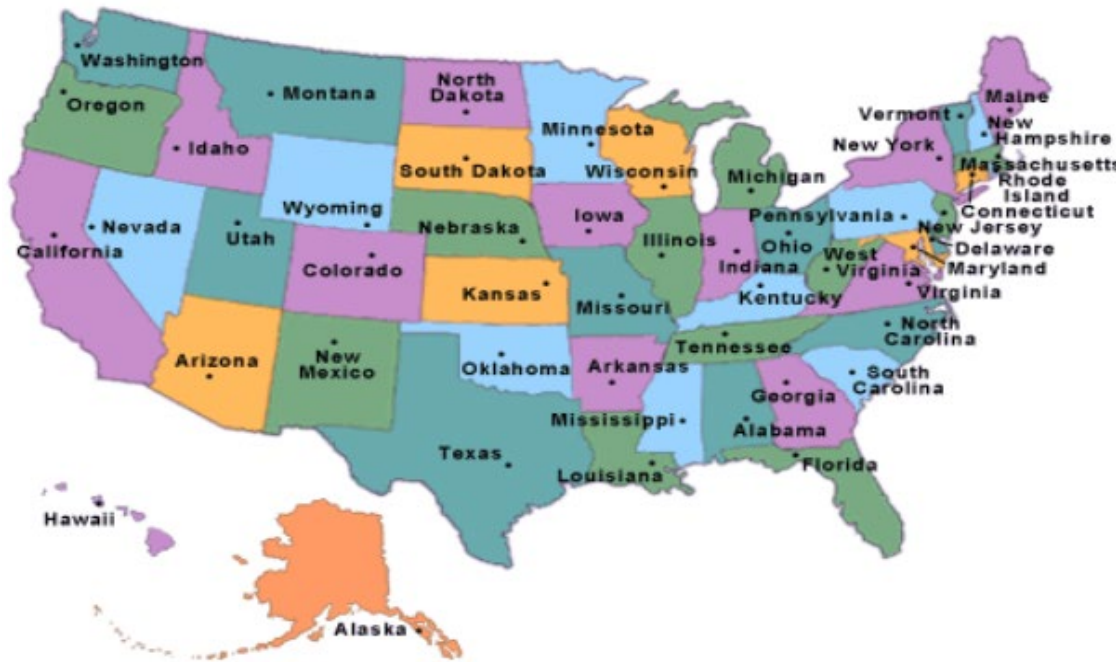 Washington
Oregon
Montana
Idaho
North
Dakota
South Dakota
Minnesota
Wisconsin
Michigan
Vermont
Maine
New
Hampshire
New York
Massachusetts
Rhode
Island
Connecticut
New Jersey
Delaware
Maryland
Pennsylvania
Wyoming
Nebraska
Iowa
Nevada
Utah
California
Colorado
Kansas
Missouri
Illinois
Indiana
Ohio
West
Virginia
Virginia
Kentucky
Arizona
New
Mexico
Oklahoma
Arkansas
Tennessee
North
Carolina
South
Carolina
Georgia
Alabama
Mississippi
Louisiana
Texas
Florida
Hawaii
Alaska